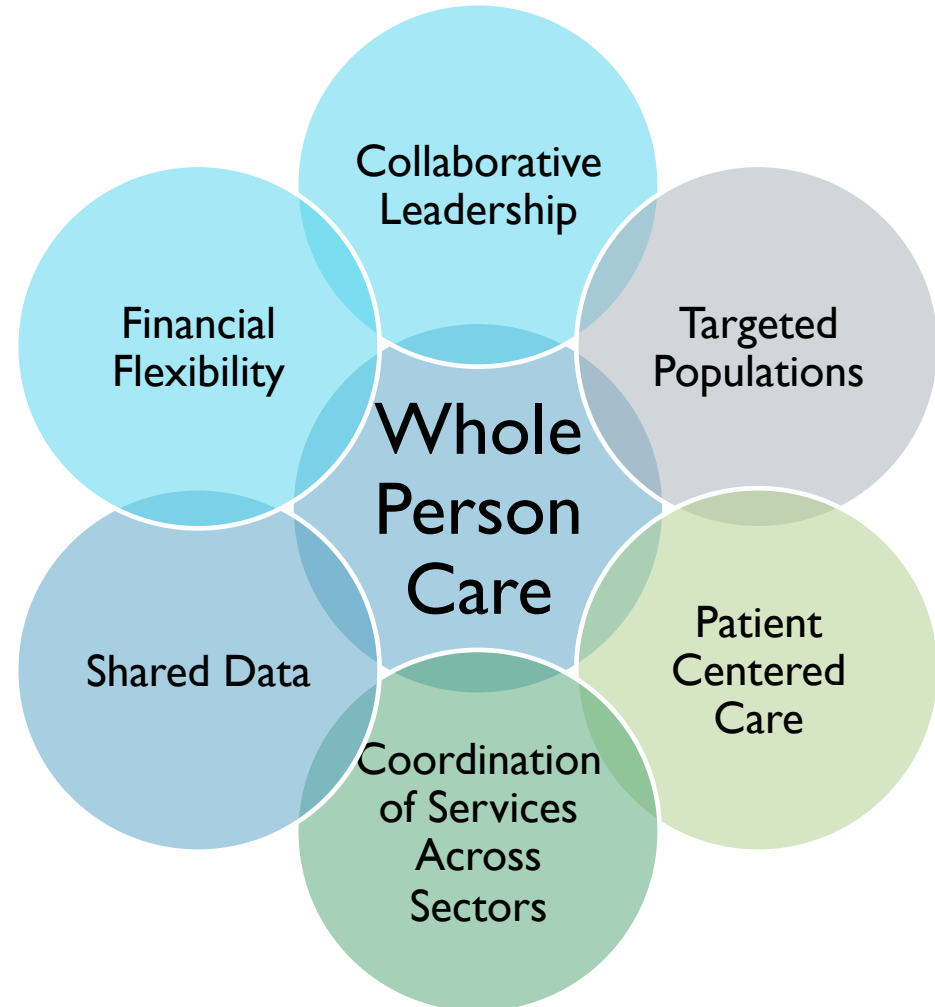 Collaborative
Leadership
Financial
Flexibility
Targeted
Populations
Whole
Person
Care
Shared Data
Patient
Centered
Care
Coordination
of Services
Across
Sectors